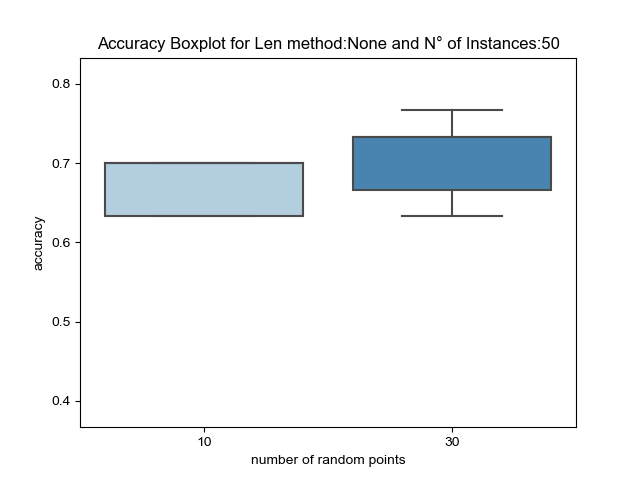 Accuracy Boxplot for Len method:None and N° of Instances:50
0.8
0.7
0.6
0.5
0.4
accuracy
10
30
number of random points